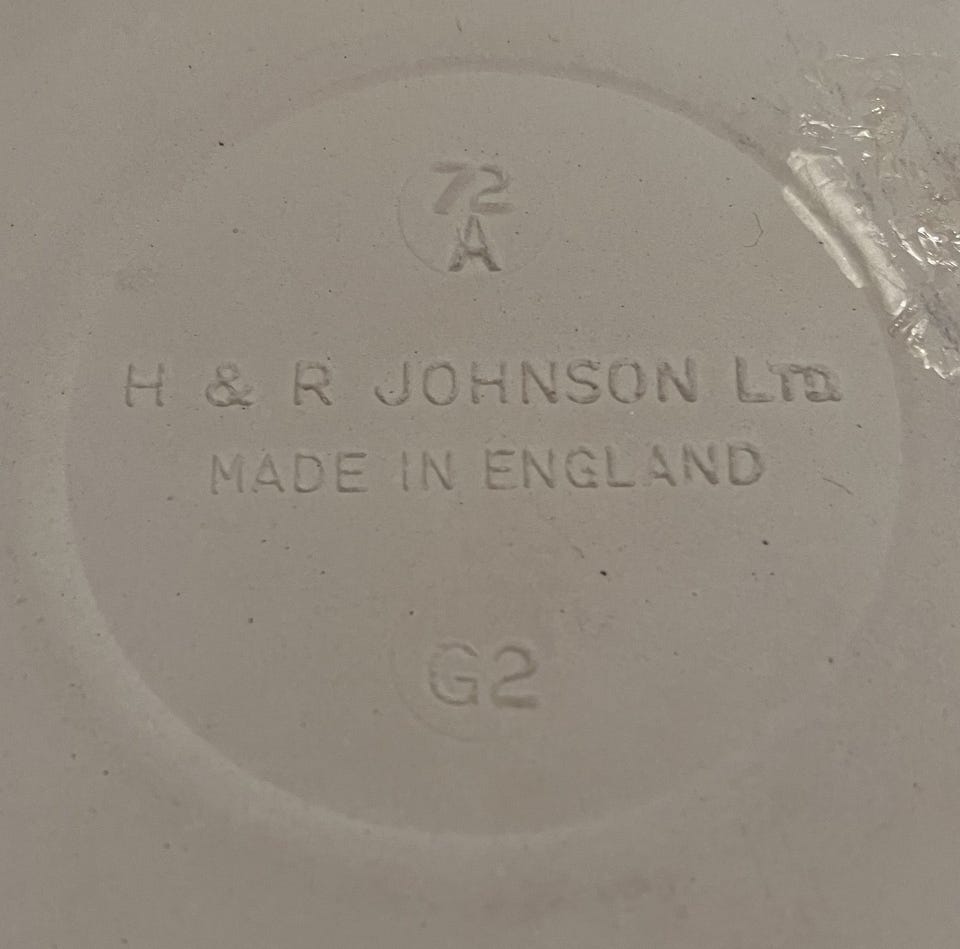 72
A
H & R JOHNSON LTD.
MADE IN ENGLAND
G2